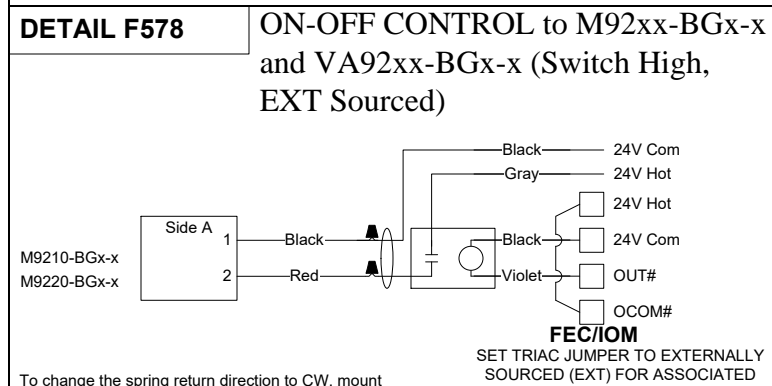 DETAIL F578
ON-OFF CONTROL to M92xx-BGx-x
and VA92xx-BGx-x (Switch High,
EXT Sourced)
Black
24V Com
Gray
24V Hot
24V Hot
Side A
1
Black
Black
24V Com
M9210-BGx-x
M9220-BGx-x
2
Red
Violet
OUT#
OCOM#
FEC/IOM
SET TRIAC JUMPER TO EXTERNALLY
SOURCED (EXT) FOR ASSOCIATED
To change the spring return direction to CW, mount